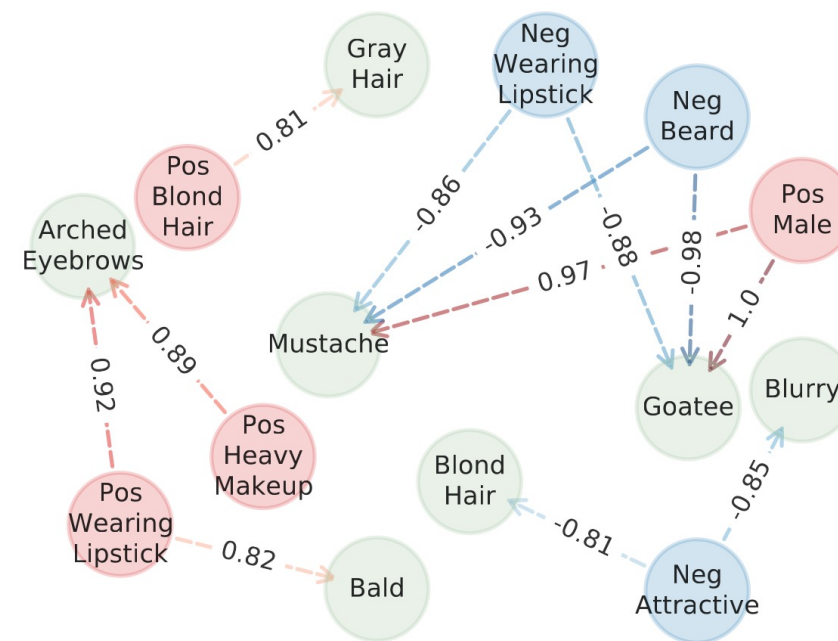 Gray
Hair
Neg
Wearing
Lipstick
Neg
Beard
0.81
Pos
Blond
Hair
Pos
Male
Arched
Eyebrows
-0.86
-0.93
-0.88
-0.98
0.97
1.0
Mustache
0.89
0.92
Goatee
Blurry
Pos
Heavy
Makeup
Blond
Hair
-0.85
Pos
Wearing
Lipstick
0.82
-0.81
Bald
Neg
Attractive